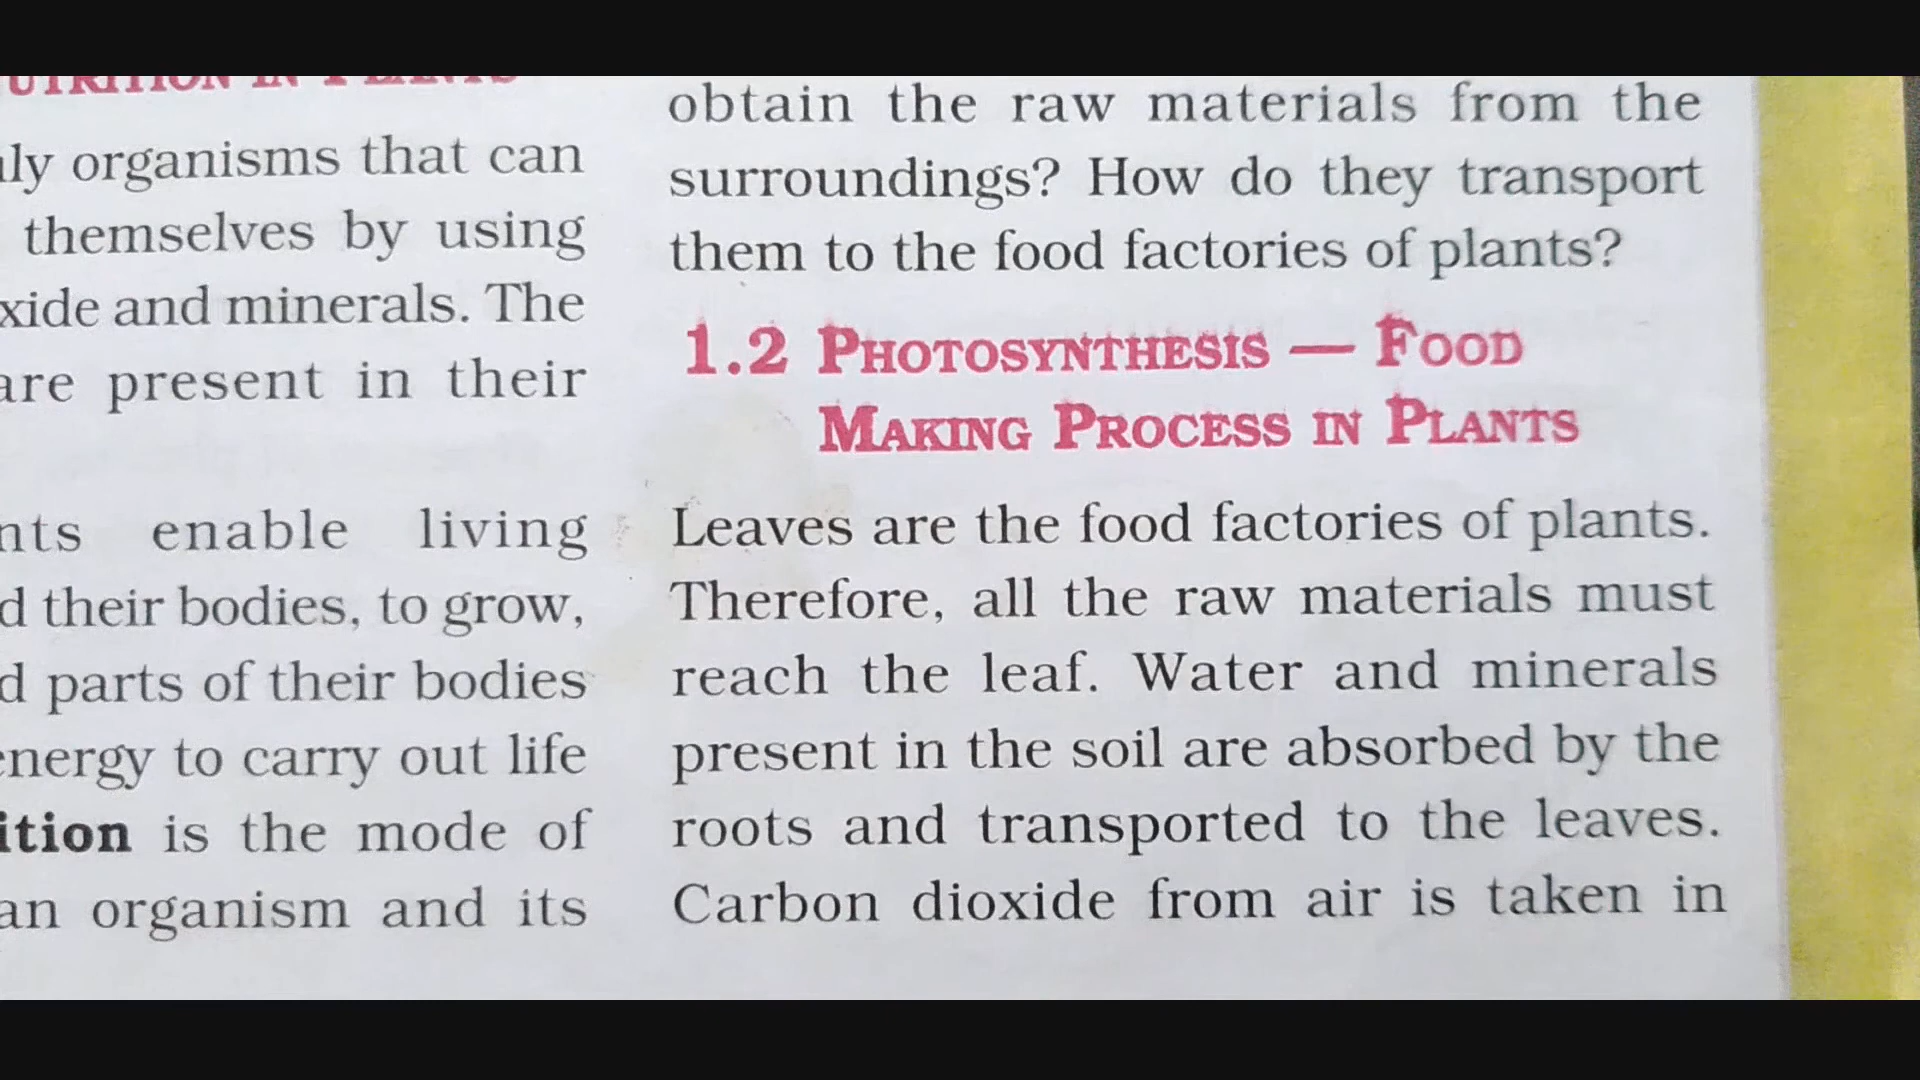 NUTRITION IN PLANTS
organisms that can
themselves by using
and minerals. The
are present in their
enable living
their bodies, to grow,
parts of their bodies
energy to carry out life
is the mode of
an organism and its
obtain the raw materials from the
surroundings? How do they transport
them to the food factories of plants?
1.2 PHOTOSYNTHESIS — FOOD
MAKING PROCESS IN PLANTS
Leaves are the food factories of plants.
Therefore, all the raw materials must
reach the leaf. Water and minerals
present in the soil are absorbed by the
roots and transported to the leaves.
Carbon dioxide from air is taken in